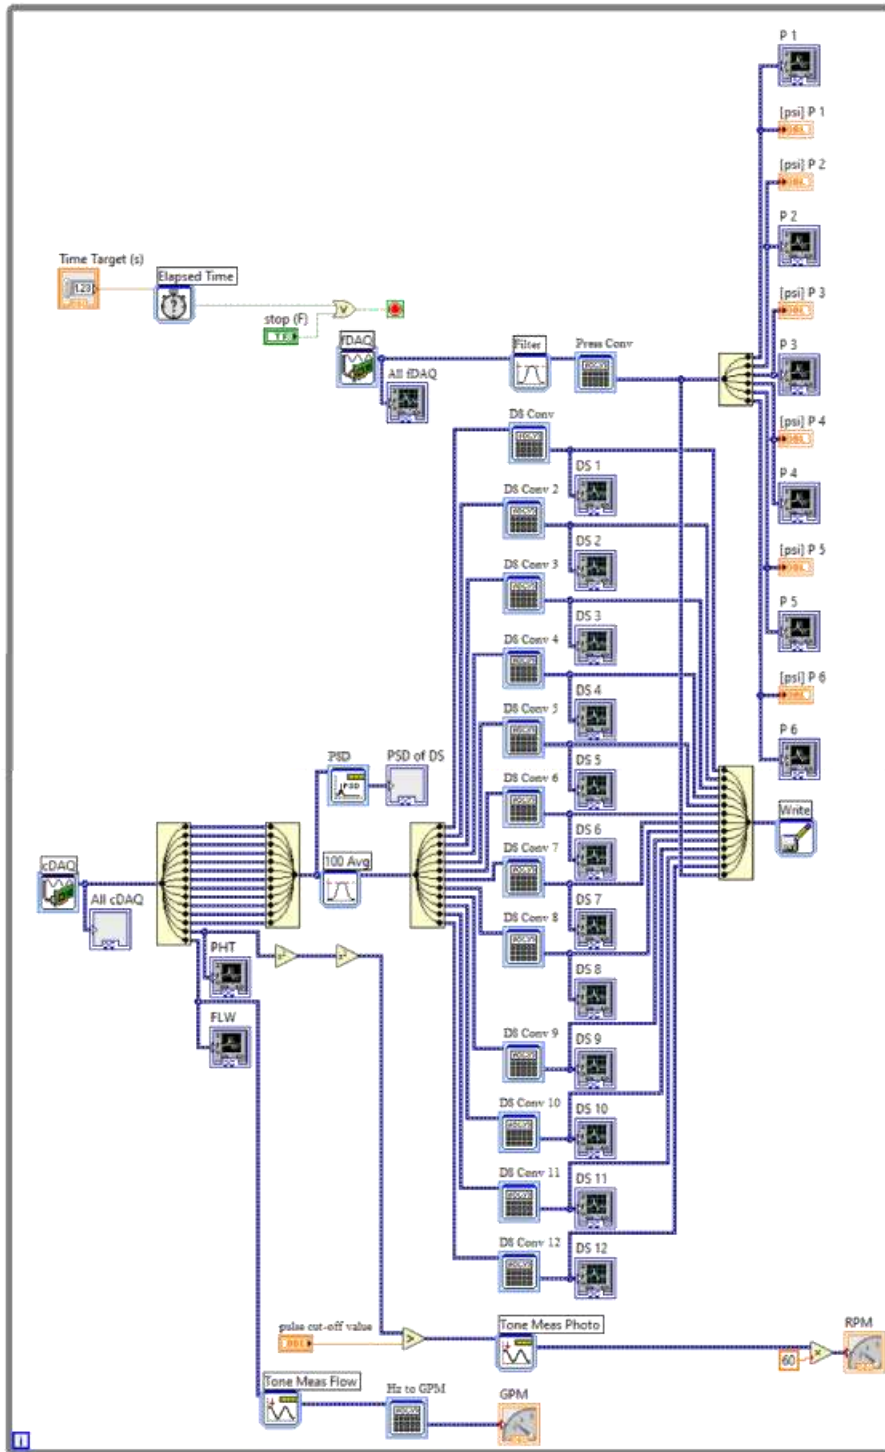 P 1
[psi] P 1
[psi] P 2
P 2
Time Target (s)
Elapsed Time
[psi] P 3
1.23
?
V
stop (F)
T F
fDAQ
Filter
Press Conv
P 3
All fDAQ
DS Conv
[psi] P 4
DS 1
P 4
DS Conv 2
DS 2
[psi] P 5
DS Conv 3
DS 3
P 5
DS Conv 4
DS 4
[psi] P 6
DS Conv 5
P 6
PSD
PSD of DS
DS 5
PSD
DS Conv 6
Write
DS 6
cDAQ
100 Avg
DS Conv 7
All cDAQ
DS 7
DS Conv 8
PHT
x²
x²
DS 8
FLW
DS Conv 9
DS 9
DS Conv 10
DS 10
DS Conv 11
DS 11
DS Conv 12
DS 12
pulse cut-off value
>
Tone Meas Photo
RPM
60
x
Tone Meas Flow
Hz to GPM
GPM
i